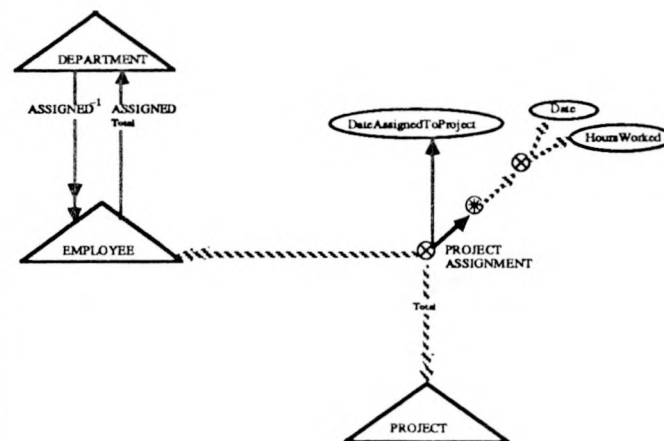 DEPARTMENT
ASSIGNED⁻¹ ASSIGNED
Total
Date
DateAssignedToProject
HoursWorked
EMPLOYEE
PROJECT
ASSIGNMENT
Total
PROJECT